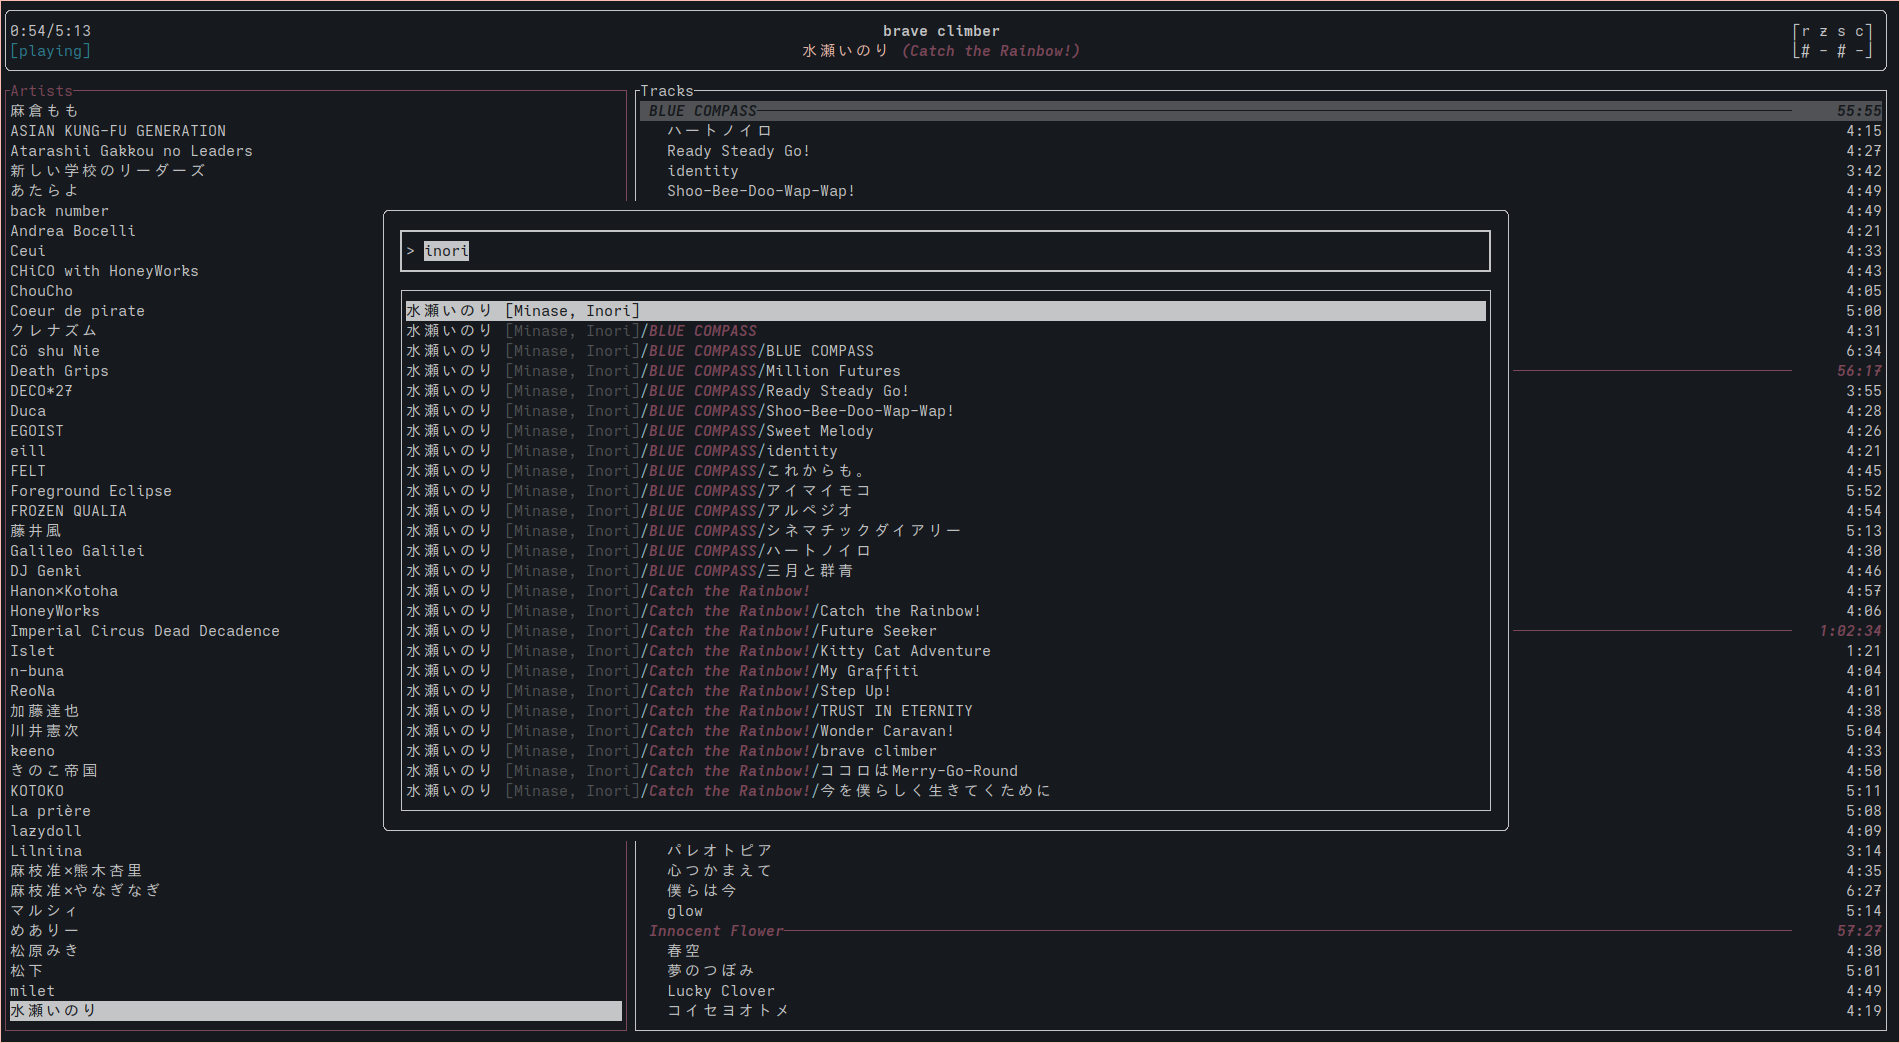 0:54/5:13
brave climber
[r z s c]
[playing]
水瀬いのり (Catch the Rainbow!)
[# - # -]
Artists
麻倉もも
ASIAN KUNG-FU GENERATION
Atarashii Gakkou no Leaders
新しい学校のリーダーズ
あたらよ
back number
Andrea Bocelli
Ceui
CHiCO with HoneyWorks
ChouCho
Coeur de pirate
クレナズム
Cö shu Nie
Death Grips
DECO*27
Duca
EGOIST
eill
FELT
Foreground Eclipse
FROZEN QUALIA
藤井風
Galileo Galilei
DJ Genki
Hanon×Kotoha
HoneyWorks
Imperial Circus Dead Decadence
Islet
n-buna
ReoNa
加藤達也
川井憲次
keeno
きのこ帝国
KOTOKO
La prière
lazydoll
Lilniina
麻枝准×熊木杏里
麻枝准×やなぎなぎ
マルシィ
めありー
松原みき
松下
milet
水瀬いのり
Tracks
BLUE COMPASS 55:55
ハートノイロ 4:15
Ready Steady Go! 4:27
identity 3:42
Shoo-Bee-Doo-Wap-Wap! 4:49
4:49
4:21
4:33
4:43
4:05
5:00
4:31
6:34
56:17
3:55
4:28
4:26
4:21
4:45
5:52
4:54
5:13
4:30
4:46
4:57
4:06
1:02:34
1:21
4:04
4:01
4:38
5:04
4:33
4:50
5:11
5:08
4:09
パレオトピア 3:14
心つかまえて 4:35
僕らは今 6:27
glow 5:14
Innocent Flower 57:27
春空 4:30
夢のつぼみ 5:01
Lucky Clover 4:49
コイセヨオトメ 4:19
> inori
水瀬いのり [Minase, Inori]
水瀬いのり [Minase, Inori]/BLUE COMPASS
水瀬いのり [Minase, Inori]/BLUE COMPASS/BLUE COMPASS
水瀬いのり [Minase, Inori]/BLUE COMPASS/Million Futures
水瀬いのり [Minase, Inori]/BLUE COMPASS/Ready Steady Go!
水瀬いのり [Minase, Inori]/BLUE COMPASS/Shoo-Bee-Doo-Wap-Wap!
水瀬いのり [Minase, Inori]/BLUE COMPASS/Sweet Melody
水瀬いのり [Minase, Inori]/BLUE COMPASS/identity
水瀬いのり [Minase, Inori]/BLUE COMPASS/これからも。
水瀬いのり [Minase, Inori]/BLUE COMPASS/アイマイモコ
水瀬いのり [Minase, Inori]/BLUE COMPASS/アルペジオ
水瀬いのり [Minase, Inori]/BLUE COMPASS/シネマチックダイアリー
水瀬いのり [Minase, Inori]/BLUE COMPASS/ハートノイロ
水瀬いのり [Minase, Inori]/BLUE COMPASS/三月と群青
水瀬いのり [Minase, Inori]/Catch the Rainbow!
水瀬いのり [Minase, Inori]/Catch the Rainbow!/Catch the Rainbow!
水瀬いのり [Minase, Inori]/Catch the Rainbow!/Future Seeker
水瀬いのり [Minase, Inori]/Catch the Rainbow!/Kitty Cat Adventure
水瀬いのり [Minase, Inori]/Catch the Rainbow!/My Graffiti
水瀬いのり [Minase, Inori]/Catch the Rainbow!/Step Up!
水瀬いのり [Minase, Inori]/Catch the Rainbow!/TRUST IN ETERNITY
水瀬いのり [Minase, Inori]/Catch the Rainbow!/Wonder Caravan!
水瀬いのり [Minase, Inori]/Catch the Rainbow!/brave climber
水瀬いのり [Minase, Inori]/Catch the Rainbow!/ココロはMerry-Go-Round
水瀬いのり [Minase, Inori]/Catch the Rainbow!/今を僕らしく生きてくために